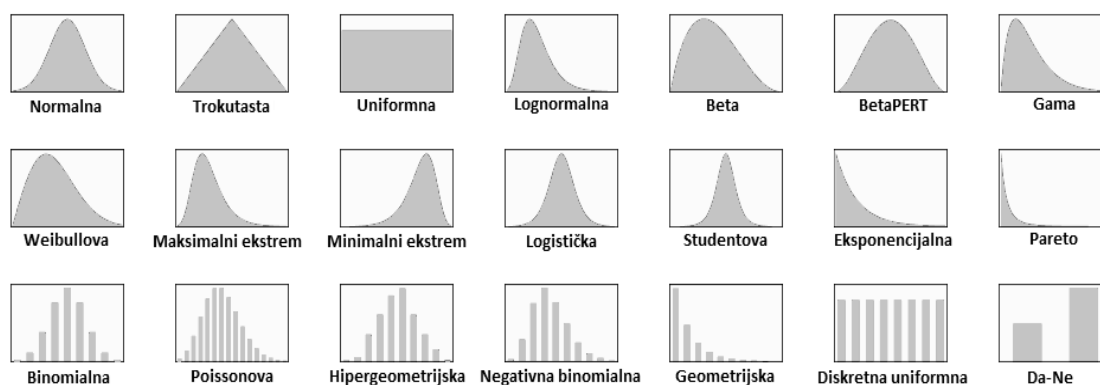 Normalna
Trokutasta
Uniformna
Lognormalna
Beta
BetaPERT
Gama
Weibullova
Maksimalni ekstrem
Minimalni ekstrem
Logistička
Studentova
Eksponencijalna
Pareto
Binomialna
Poissonova
Hipergeometrijska
Negativna binomialna
Geometrijska
Diskretna uniformna
Da-Ne